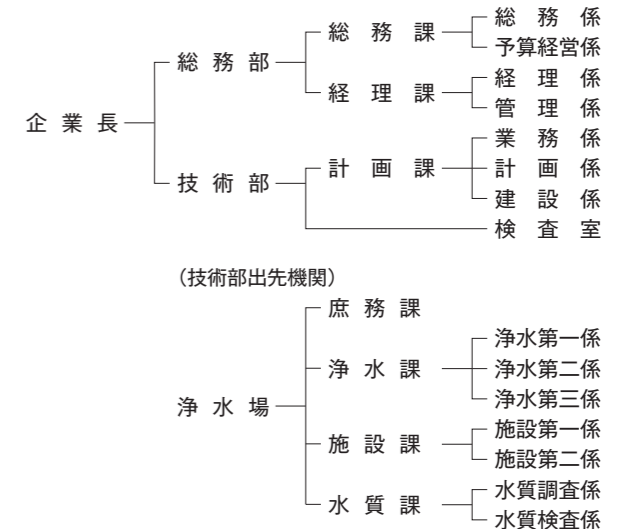 総務係
総務課
予算経営係
総務部
経理係
経理課
管理係
企業長
業務係
技術部
計画課
計画係
建設係
検査室
（技術部出先機関）
庶務課
浄水第一係
浄水課
浄水第二係
浄水第三係
浄水場
施設第一係
施設課
施設第二係
水質調査係
水質課
水質検査係